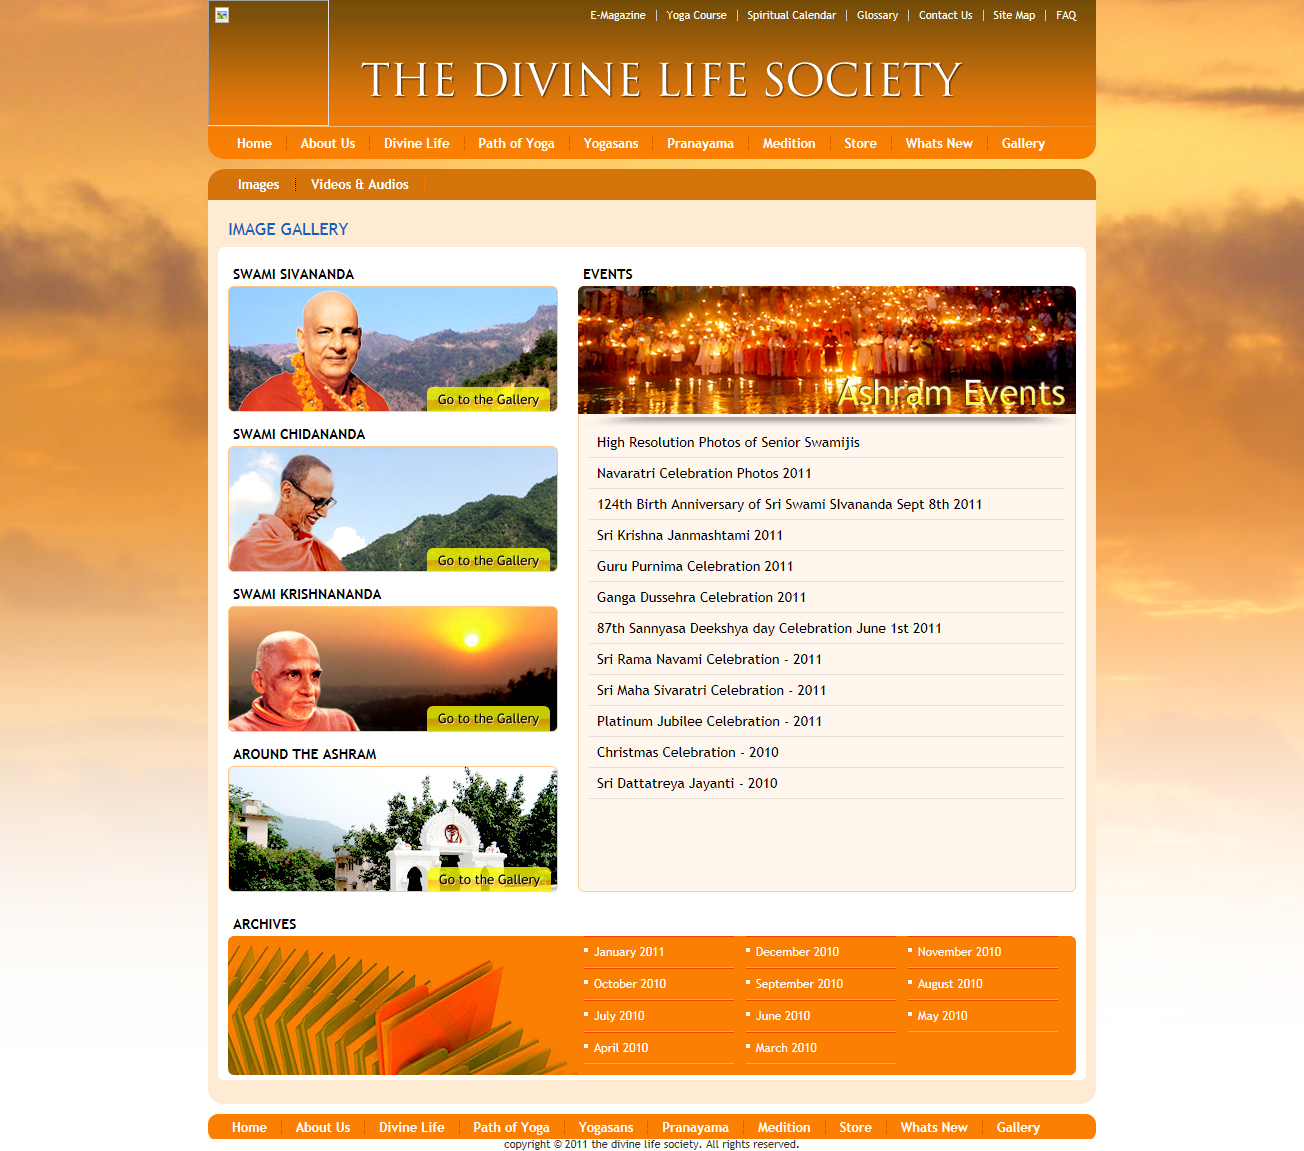 E-Magazine | Yoga Course | Spiritual Calendar | Glossary | Contact Us | Site Map | FAQ
THE DIVINE LIFE SOCIETY
Home About Us Divine Life Path of Yoga Yogasans Pranayama Medition Store Whats New Gallery
Images Videos & Audios
IMAGE GALLERY
SWAMI SIVANANDA
Go to the Gallery
SWAMI CHIDANANDA
Go to the Gallery
SWAMI KRISHNANANDA
Go to the Gallery
AROUND THE ASHRAM
Go to the Gallery
EVENTS
Ashram Events
High Resolution Photos of Senior Swamijis
Navaratri Celebration Photos 2011
124th Birth Anniversary of Sri Swami SIvananda Sept 8th 2011
Sri Krishna Janmashtami 2011
Guru Purnima Celebration 2011
Ganga Dussehra Celebration 2011
87th Sannyasa Deekshya day Celebration June 1st 2011
Sri Rama Navami Celebration - 2011
Sri Maha Sivaratri Celebration - 2011
Platinum Jubilee Celebration - 2011
Christmas Celebration - 2010
Sri Dattatreya Jayanti - 2010
ARCHIVES
January 2011 December 2010 November 2010
October 2010 September 2010 August 2010
July 2010 June 2010 May 2010
April 2010 March 2010
Home About Us Divine Life Path of Yoga Yogasans Pranayama Medition Store Whats New Gallery
copyright © 2011 the divine life society. All rights reserved.